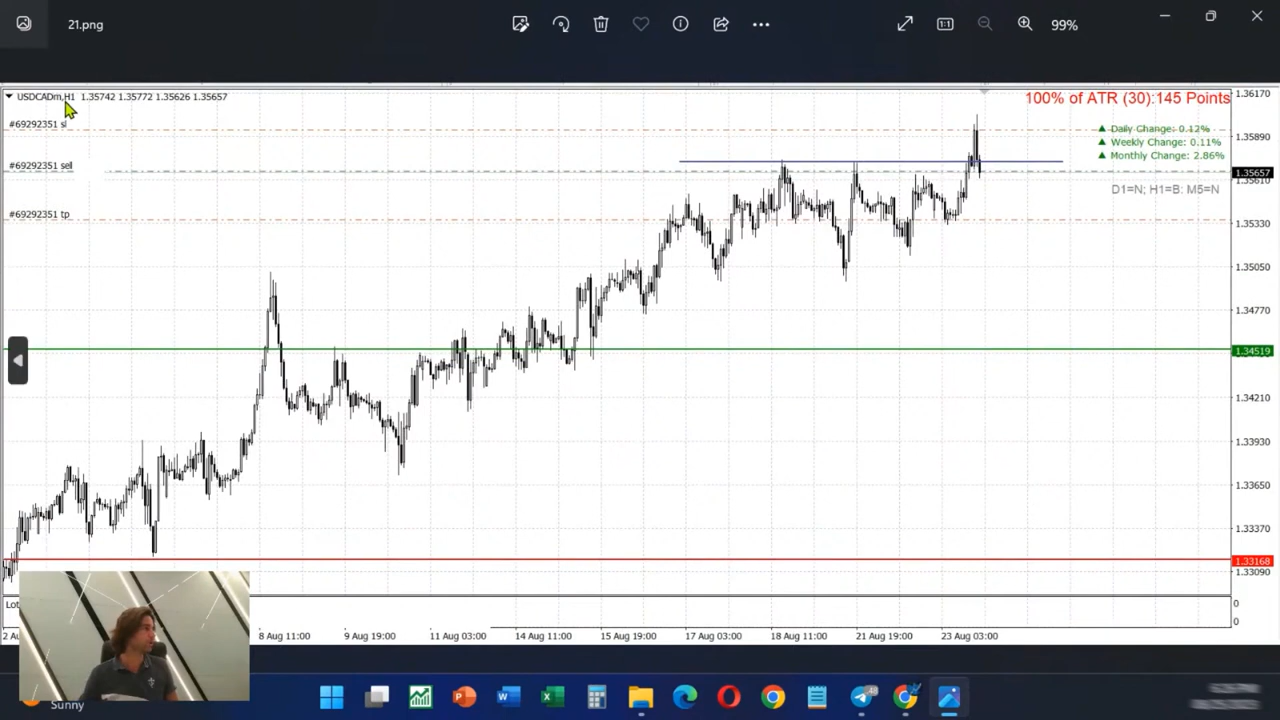 21.png
99%
USDCADm,H1 1.35742 1.35772 1.35626 1.35657
100% of ATR (30):145 Points
1.36170
#69292351 sl
▲ Daily Change: 0.12%
1.35890
▲ Weekly Change: 0.11%
▲ Monthly Change: 2.86%
#69292351 sell
1.35657
1.35610
D1=N; H1=B: M5=N
#69292351 tp
1.35330
1.35050
1.34770
1.34519
1.34210
1.33930
1.33650
1.33370
1.33168
1.33090
Lot
0
0
8 Aug 11:00 9 Aug 19:00 11 Aug 03:00 14 Aug 11:00 15 Aug 19:00 17 Aug 03:00 18 Aug 11:00 21 Aug 19:00 23 Aug 03:00
Sunny